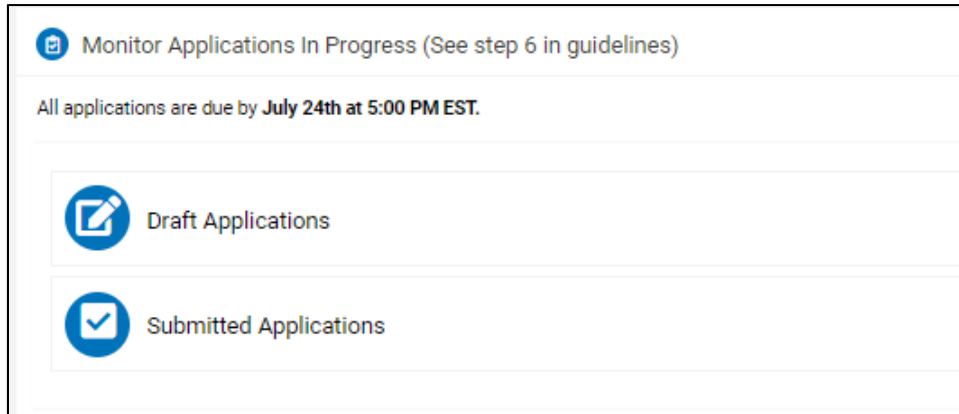 Monitor Applications In Progress (See step 6 in guidelines)
All applications are due by July 24th at 5:00 PM EST.
Draft Applications
Submitted Applications